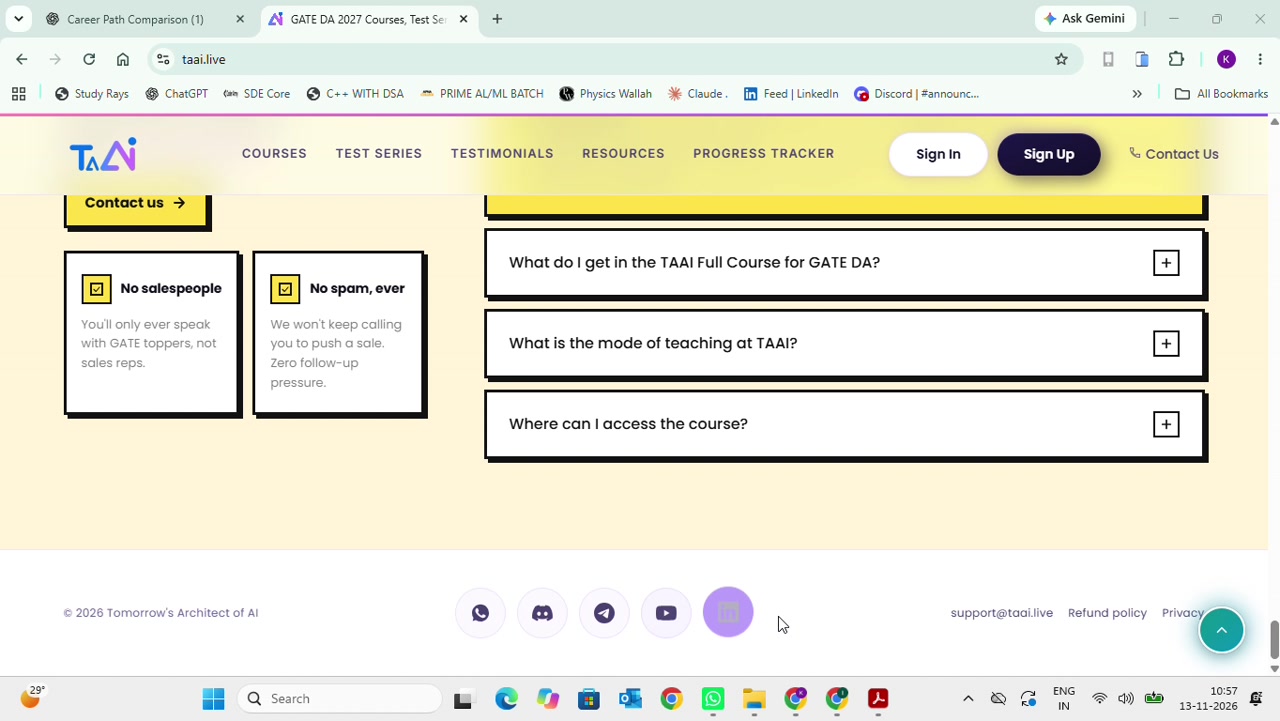 Career Path Comparison (1)
GATE DA 2027 Courses, Test Se
Ask Gemini
taai.live
K
Study Rays
ChatGPT
SDE Core
C++ WITH DSA
PRIME AL/ML BATCH
Physics Wallah
Claude .
Feed | LinkedIn
Discord | #announc...
All Bookmarks
TAAi
COURSES
TEST SERIES
TESTIMONIALS
RESOURCES
PROGRESS TRACKER
Sign In
Sign Up
Contact Us
Contact us →
No salespeople
You'll only ever speak
with GATE toppers, not
sales reps.
No spam, ever
We won't keep calling
you to push a sale.
Zero follow-up
pressure.
What do I get in the TAAI Full Course for GATE DA?
What is the mode of teaching at TAAI?
Where can I access the course?
© 2026 Tomorrow's Architect of AI
support@taai.live
Refund policy
Privacy
29°
Search
ENG
IN
10:57
13-11-2026